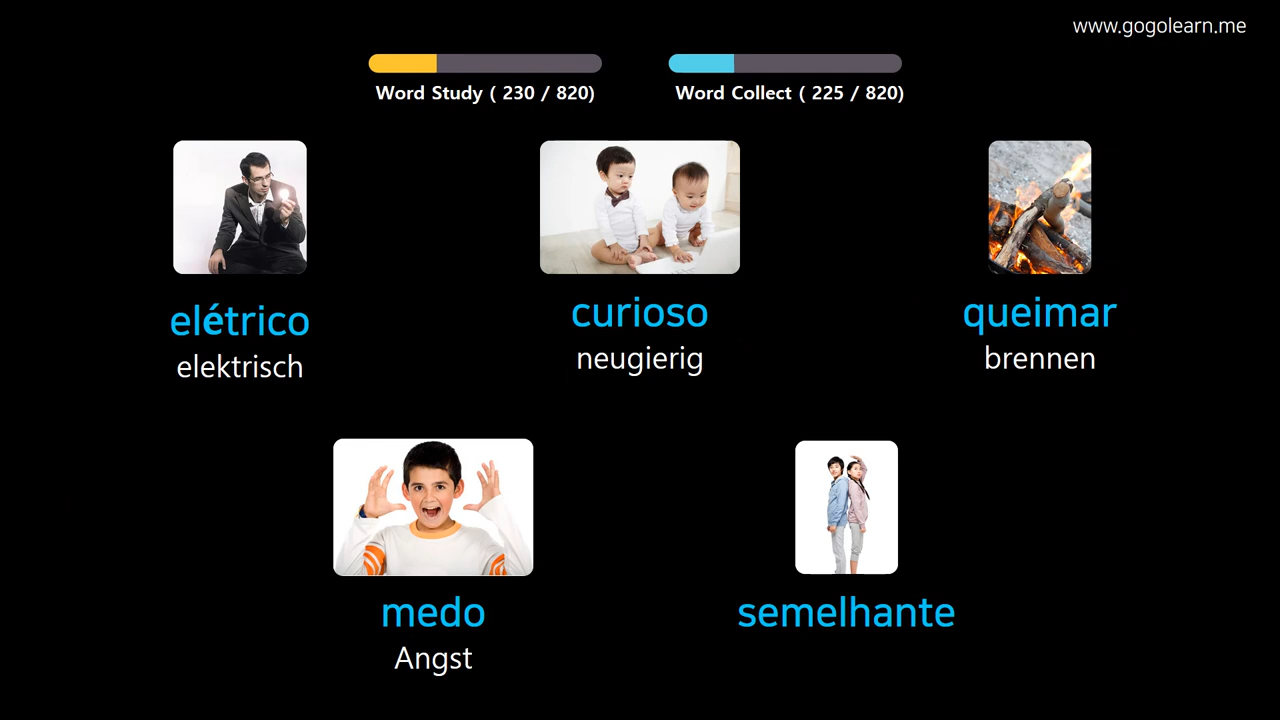 www.gogolearn.me
Word Study ( 230 / 820)
Word Collect ( 225 / 820)
elétrico
elektrisch
curioso
neugierig
queimar
brennen
medo
Angst
semelhante